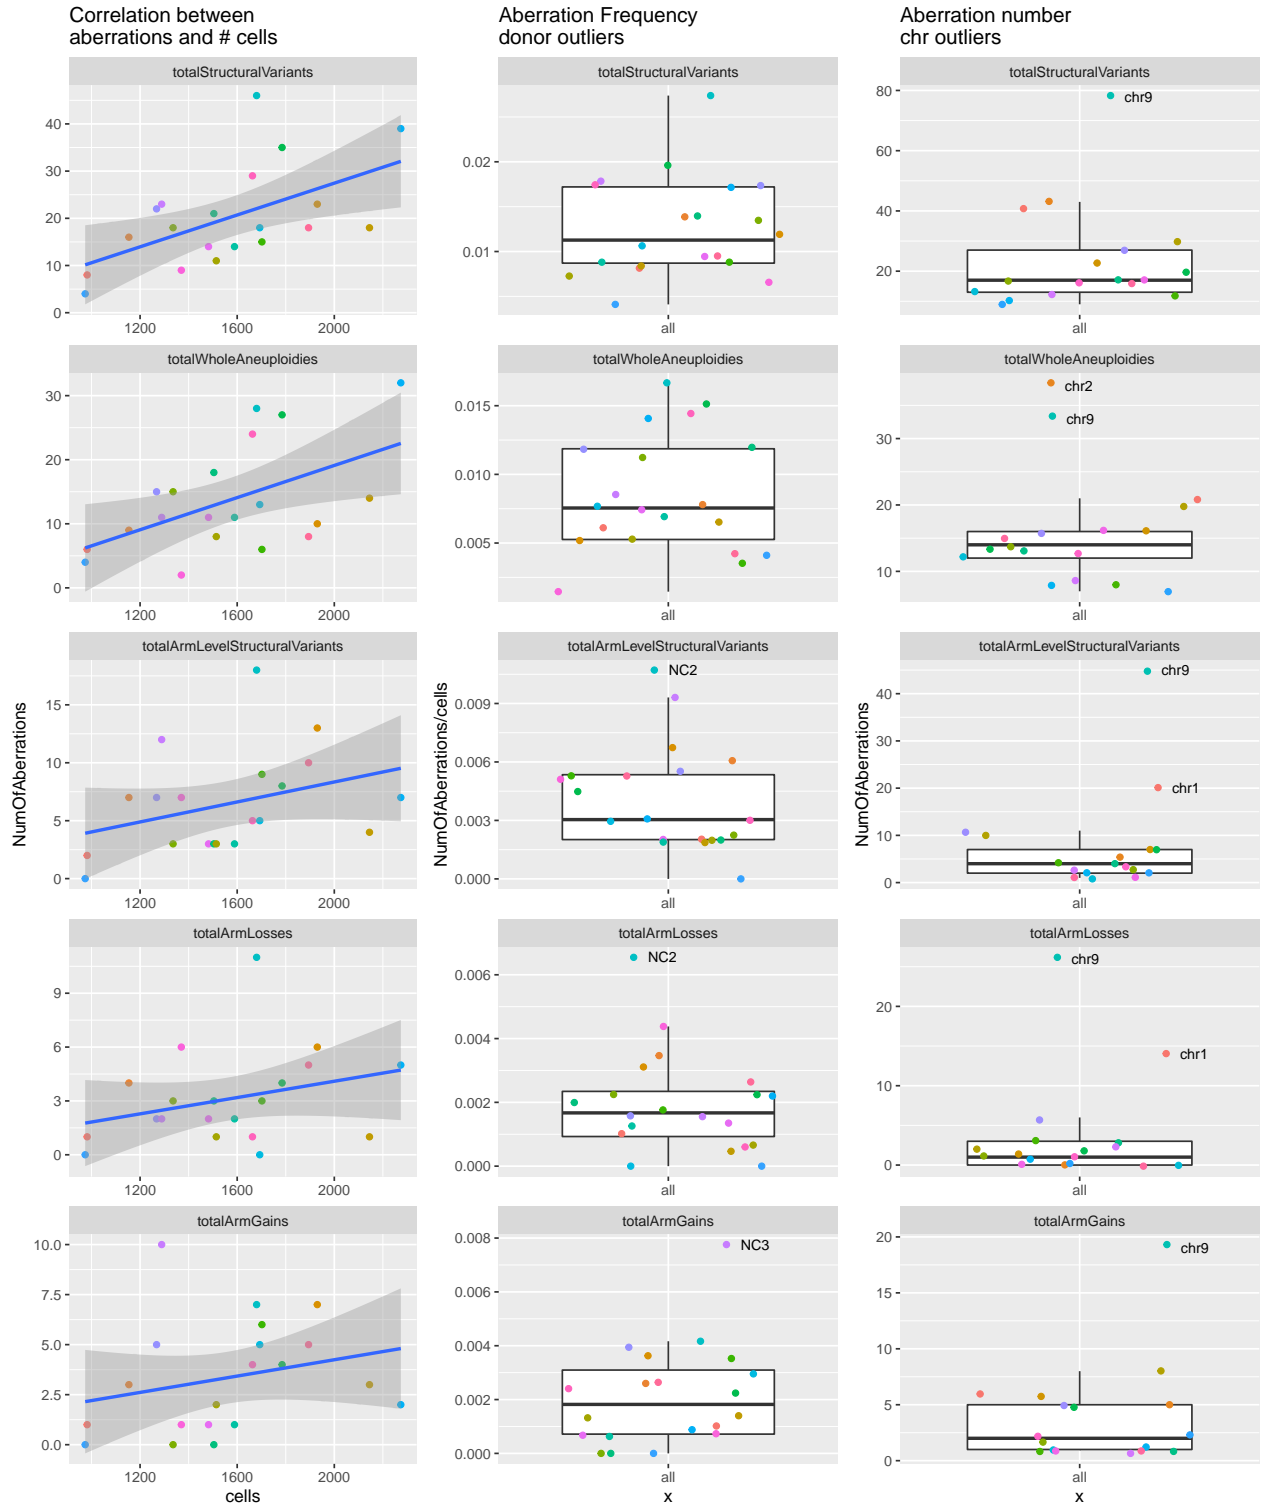 Correlation between
aberrations and # cells
Aberration Frequency
donor outliers
Aberration number
chr outliers
totalStructuralVariants
40
30
20
10
0
1200 1600 2000
totalStructuralVariants
0.02
0.01
all
totalStructuralVariants
80
60
40
20
chr9
all
totalWholeAneuploidies
30
20
10
0
1200 1600 2000
totalWholeAneuploidies
0.015
0.010
0.005
all
totalWholeAneuploidies
30
20
10
chr2
chr9
all
totalArmLevelStructuralVariants
15
10
5
0
1200 1600 2000
totalArmLevelStructuralVariants
0.009
0.006
0.003
0.000
NC2
all
totalArmLevelStructuralVariants
40
30
20
10
0
chr9
chr1
all
NumOfAberrations
NumOfAberrations/cells
NumOfAberrations
totalArmLosses
9
6
3
0
1200 1600 2000
totalArmLosses
0.006
0.004
0.002
0.000
NC2
all
totalArmLosses
20
10
0
chr9
chr1
all
totalArmGains
10.0
7.5
5.0
2.5
0.0
1200 1600 2000
totalArmGains
0.008
0.006
0.004
0.002
0.000
NC3
all
totalArmGains
20
15
10
5
0
chr9
all
cells
x
x